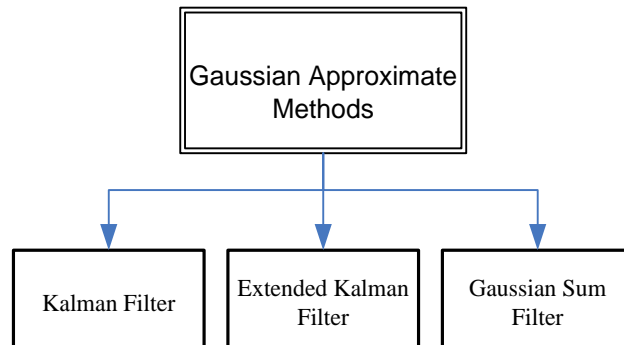 Gaussian Approximate
Methods
Kalman Filter
Extended Kalman
Filter
Gaussian Sum
Filter